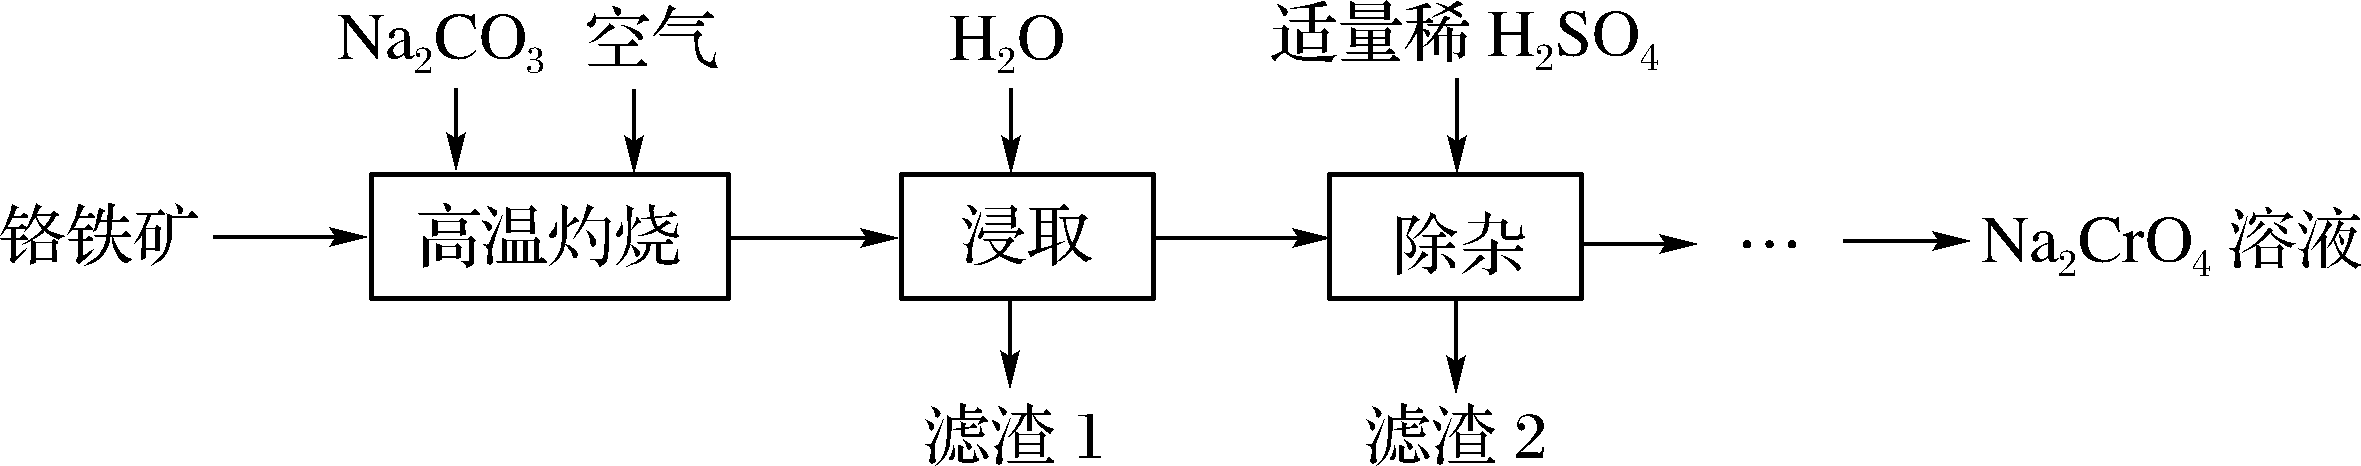 Na₂CO₃ 空气 H₂O 适量稀 H₂SO₄
铬铁矿 高温灼烧 浸取 除杂 … Na₂CrO₄ 溶液
滤渣 1 滤渣 2